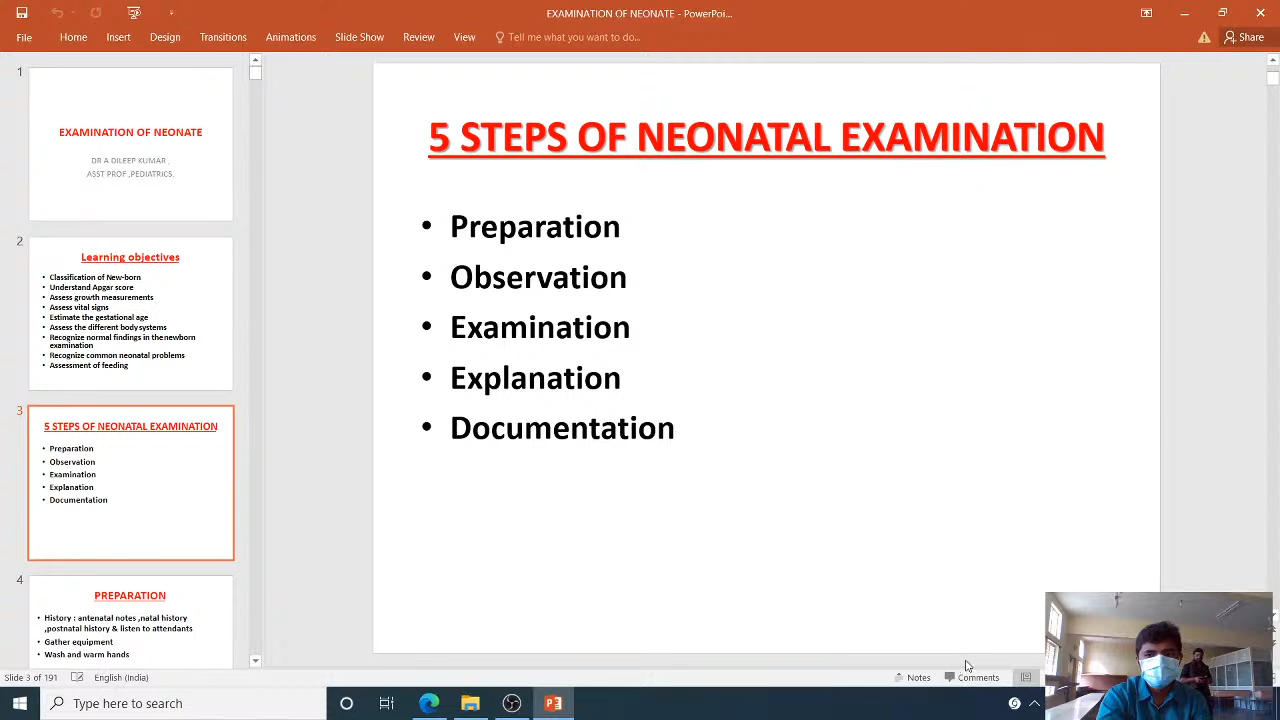 EXAMINATION OF NEONATE - PowerPoi...
File Home Insert Design Transitions Animations Slide Show Review View Tell me what you want to do... Share
1
EXAMINATION OF NEONATE
DR A DILEEP KUMAR ,
ASST PROF ,PEDIATRICS.
2
Learning objectives
• Classification of New-born
• Understand Apgar score
• Assess growth measurements
• Assess vital signs
• Estimate the gestational age
• Assess the different body systems
• Recognize normal findings in the newborn
examination
• Recognize common neonatal problems
• Assessment of feeding
3
5 STEPS OF NEONATAL EXAMINATION
• Preparation
• Observation
• Examination
• Explanation
• Documentation
4
PREPARATION
• History : antenatal notes ,natal history
,postnatal history & listen to attendants
• Gather equipment
• Wash and warm hands
5 STEPS OF NEONATAL EXAMINATION
• Preparation
• Observation
• Examination
• Explanation
• Documentation
Slide 3 of 191 English (India) Notes Comments
Type here to search